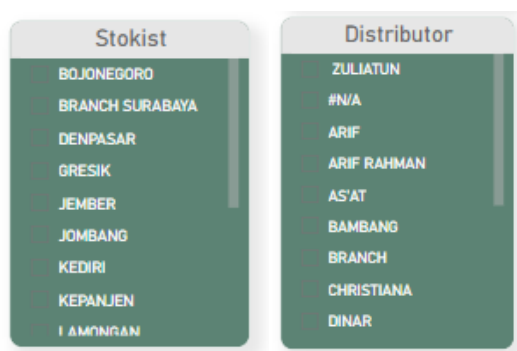 Stokist
BOJONEGORO
BRANCH SURABAYA
DENPASAR
GRESIK
JEMBER
JOMBANG
KEDIRI
KEPANJEN
LAMONGAN
Distributor
ZULIATUN
#N/A
ARIF
ARIF RAHMAN
AS'AT
BAMBANG
BRANCH
CHRISTIANA
DINAR